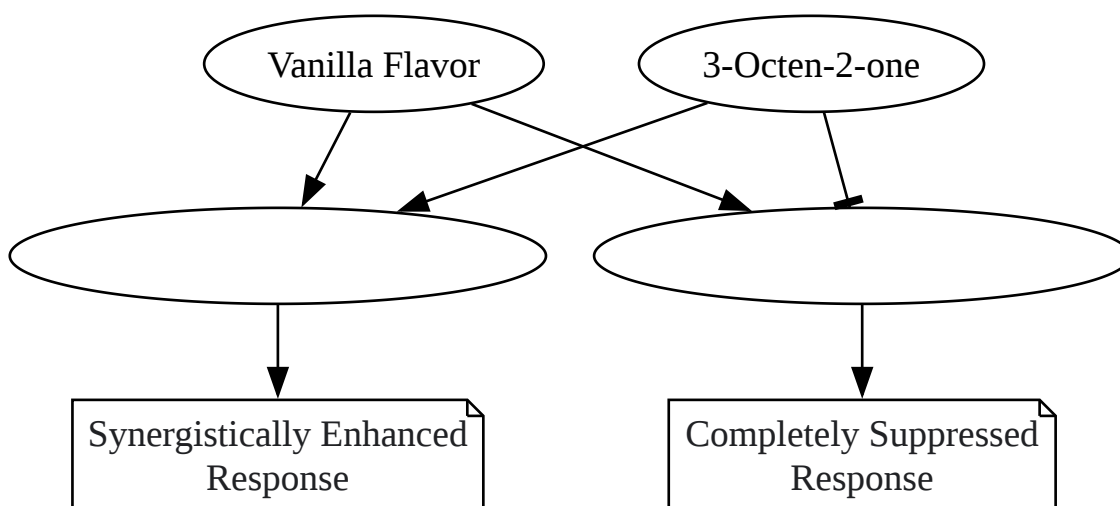 Vanilla Flavor
3-Octen-2-one
Synergistically Enhanced
Response
Completely Suppressed
Response